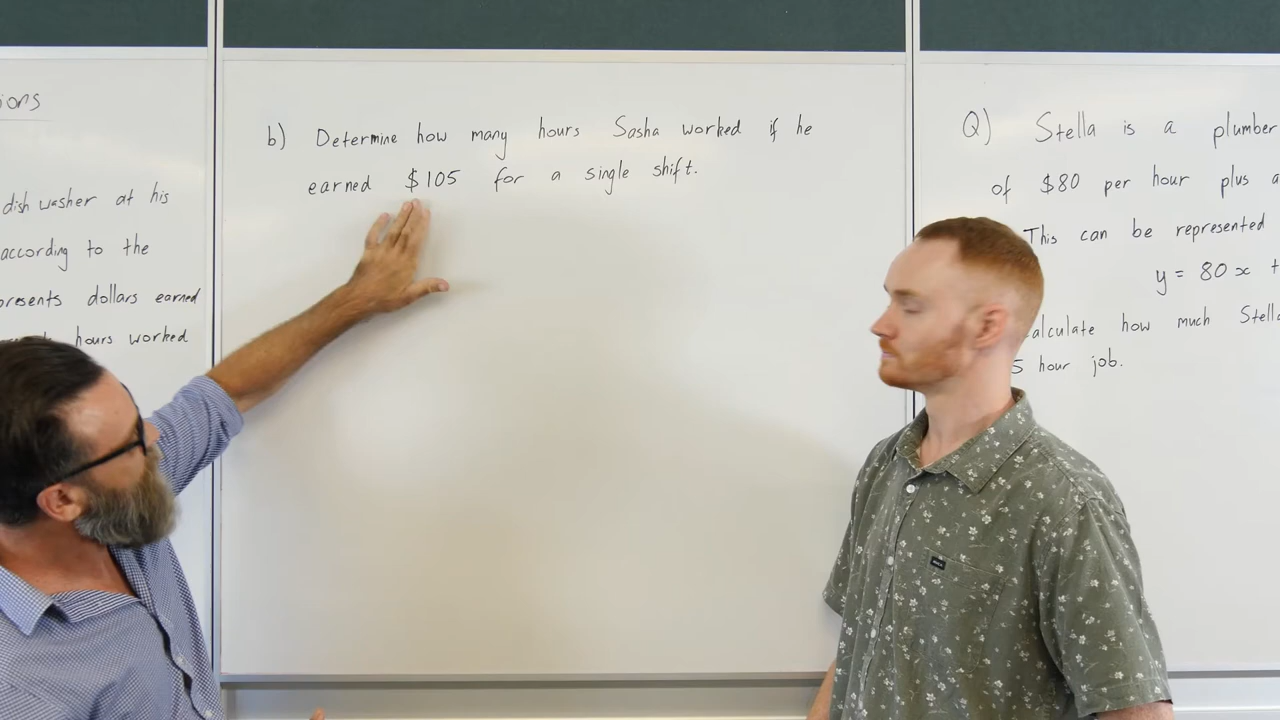 ions
dish washer at his
according to the
presents dollars earned
hours worked
b) Determine how many hours Sasha worked if he
earned $105 for a single shift.
Q) Stella is a plumber
of $80 per hour plus a
This can be represented
y = 80x +
alculate how much Stell
5 hour job.